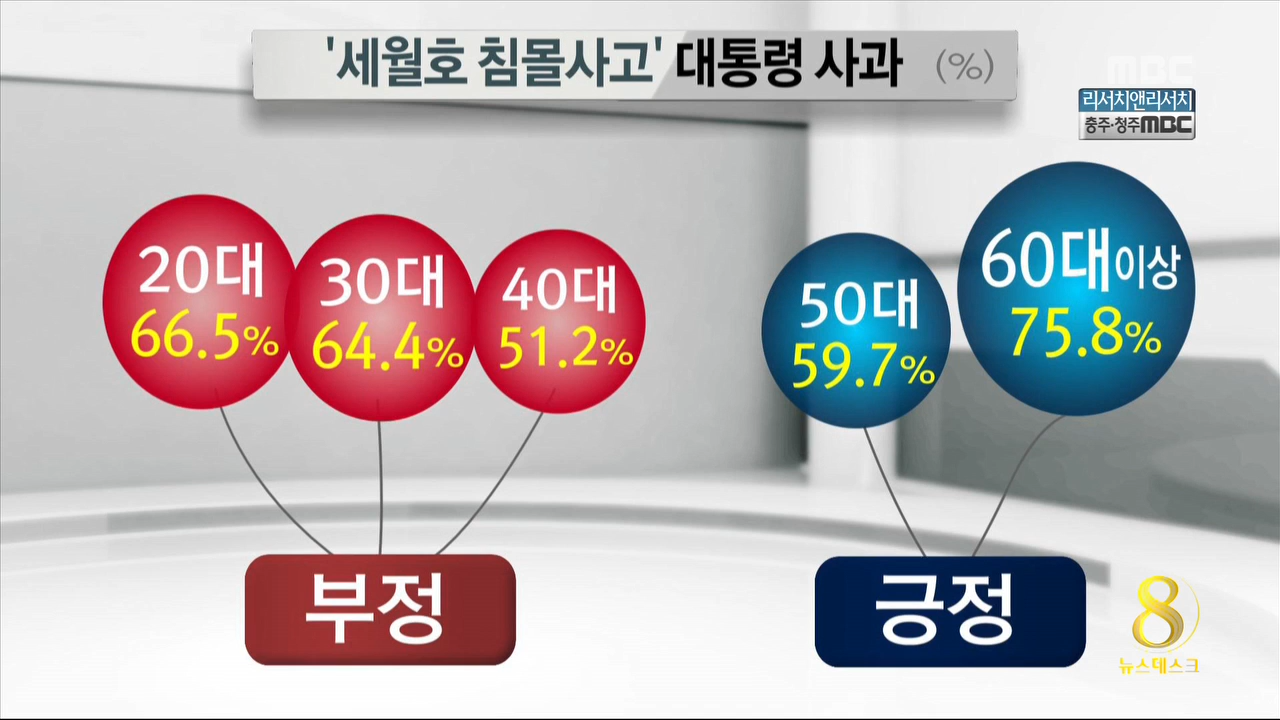 '세월호 침몰사고' 대통령 사과 (%)
MBC
리서치앤리서치
충주·청주MBC
20대
66.5%
30대
64.4%
40대
51.2%
50대
59.7%
60대이상
75.8%
부정
긍정
8
뉴스데스크